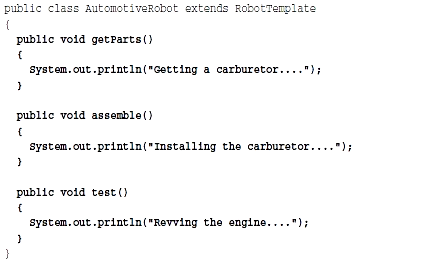 public class AutomotiveRobot extends RobotTemplate
{
  public void getParts()
  {
    System.out.println("Getting a carburetor....");
  }

  public void assemble()
  {
    System.out.println("Installing the carburetor....");
  }

  public void test()
  {
    System.out.println("Revving the engine....");
  }
}